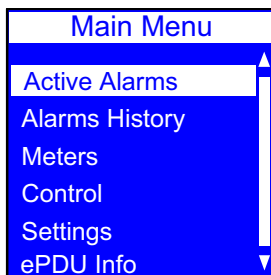 Main Menu
Active Alarms
Alarms History
Meters
Control
Settings
ePDU Info